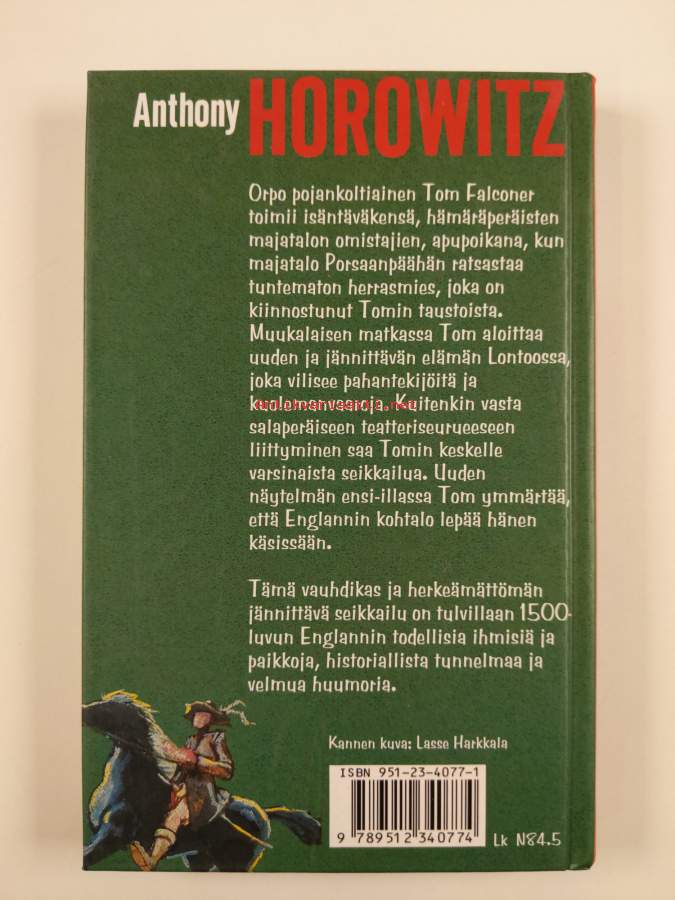 Anthony HOROWITZ
Orpo pojankoltiainen Tom Falconer
toimii isäntäväkensä, hämäräperäisten
majatalon omistajien, apupoikana, kun
majatalo Porsaanpäähän ratsastaa
tuntematon herrasmies, joka on
kiinnostunut Tomin taustoista.
Muukalaisen matkassa Tom aloittaa
uuden ja jännittävän elämän Lontoossa,
joka vilisee pahantekijöitä ja
kuolemanvaaroja. Kuitenkin vasta
salaperäiseen teatteriseurueeseen
liittyminen saa Tomin keskelle
varsinaista seikkailua. Uuden
näytelmän ensi-illassa Tom ymmärtää,
että Englannin kohtalo lepää hänen
käsissään.
Tämä vauhdikas ja herkeämättömän
jännittävä seikkailu on tulvillaan 1500-
luvun Englannin todellisia ihmisiä ja
paikkoja, historiallista tunnelmaa ja
velmua huumoria.
Kannen kuva: Lasse Harkkala
ISBN 951-23-4077-1
9 789512 340774
Lk N84.5